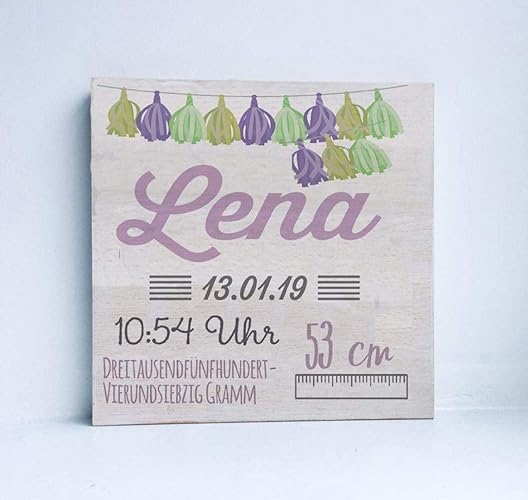 Lena
13.01.19
10:54 Uhr
53 cm
DREITAUSENDFÜNFHUNDERT-
VIERUNDSIEBZIG GRAMM